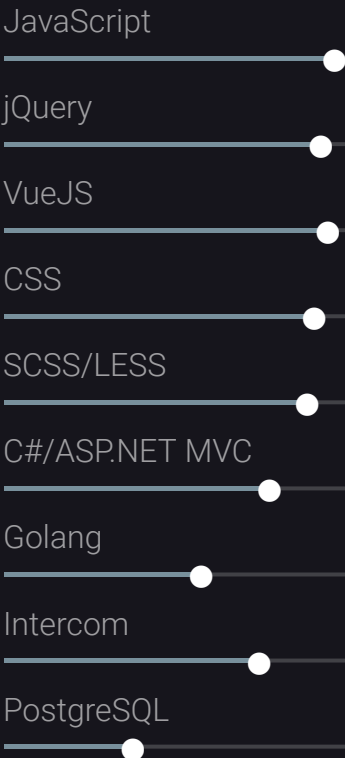 JavaScript
jQuery
VueJS
CSS
SCSS/LESS
C#/ASP.NET MVC
Golang
Intercom
PostgreSQL